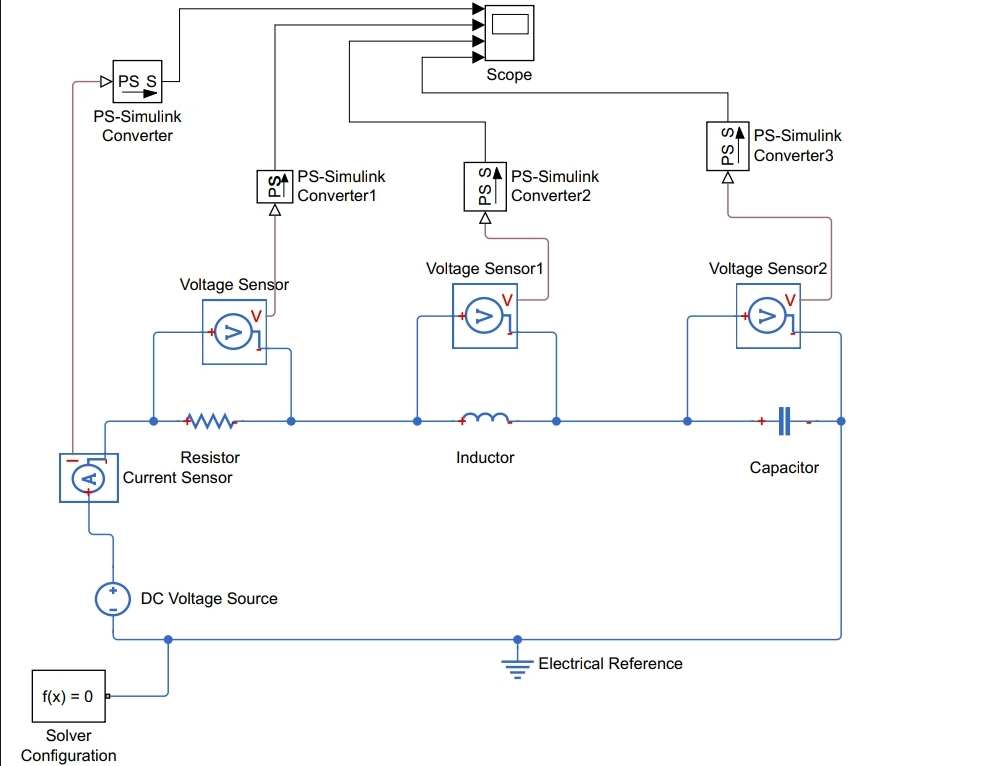 Scope
PS S
PS-Simulink
Converter
PS S
PS-Simulink
Converter1
PS S
PS-Simulink
Converter2
PS S
PS-Simulink
Converter3
Voltage Sensor
+ V V -
Voltage Sensor1
+ V V -
Voltage Sensor2
+ V V -
+ -
Resistor
+ -
Inductor
+ -
Capacitor
I - A +
Current Sensor
+
-
DC Voltage Source
Electrical Reference
f(x) = 0
Solver
Configuration